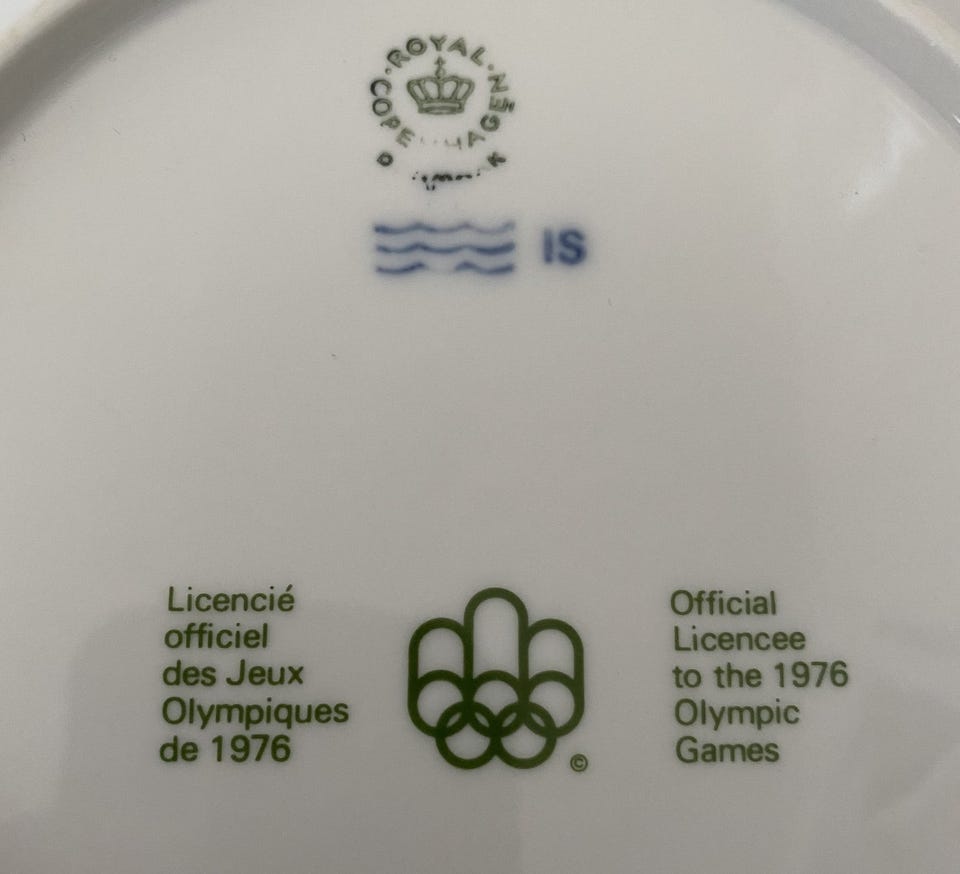 ROYAL
COPENHAGEN
IS
Licencié
officiel
des Jeux
Olympiques
de 1976
©
Official
Licencee
to the 1976
Olympic
Games